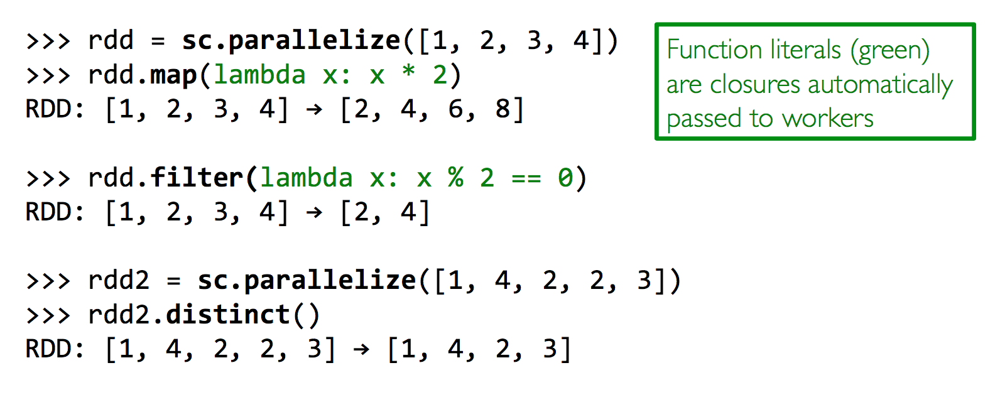 >>> rdd = sc.parallelize([1, 2, 3, 4])
>>> rdd.map(lambda x: x * 2)
RDD: [1, 2, 3, 4] → [2, 4, 6, 8]
Function literals (green)
are closures automatically
passed to workers
>>> rdd.filter(lambda x: x % 2 == 0)
RDD: [1, 2, 3, 4] → [2, 4]
>>> rdd2 = sc.parallelize([1, 4, 2, 2, 3])
>>> rdd2.distinct()
RDD: [1, 4, 2, 2, 3] → [1, 4, 2, 3]